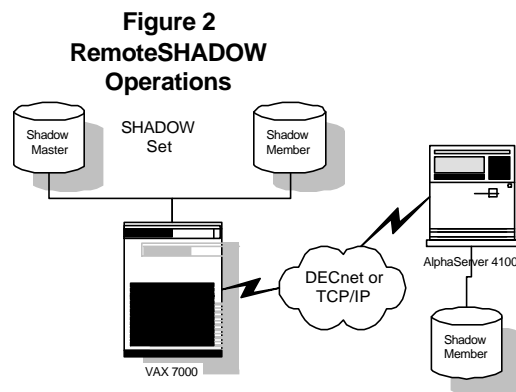 Figure 2
RemoteSHADOW
Operations
Shadow
Master
SHADOW
Set
Shadow
Member
DECnet or
TCP/IP
AlphaServer 4100
VAX 7000
Shadow
Member